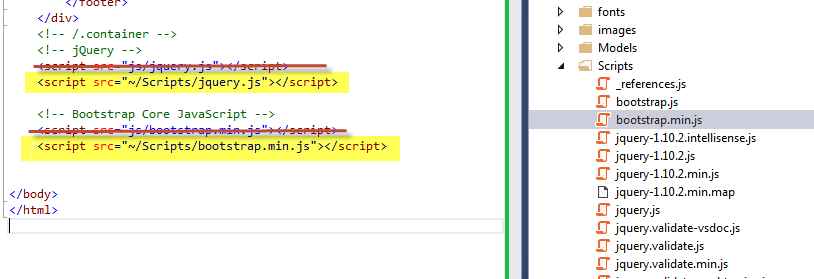 </footer>
</div>
<!-- /.container -->
<!-- jQuery -->
<script src="js/jquery.js"></script>
<script src="~/Scripts/jquery.js"></script>
<!-- Bootstrap Core JavaScript -->
<script src="js/bootstrap.min.js"></script>
<script src="~/Scripts/bootstrap.min.js"></script>
</body>
</html>
fonts
images
Models
Scripts
_references.js
bootstrap.js
bootstrap.min.js
jquery-1.10.2.intellisense.js
jquery-1.10.2.js
jquery-1.10.2.min.js
jquery-1.10.2.min.map
jquery.js
jquery.validate-vsdoc.js
jquery.validate.js
jquery.validate.min.js